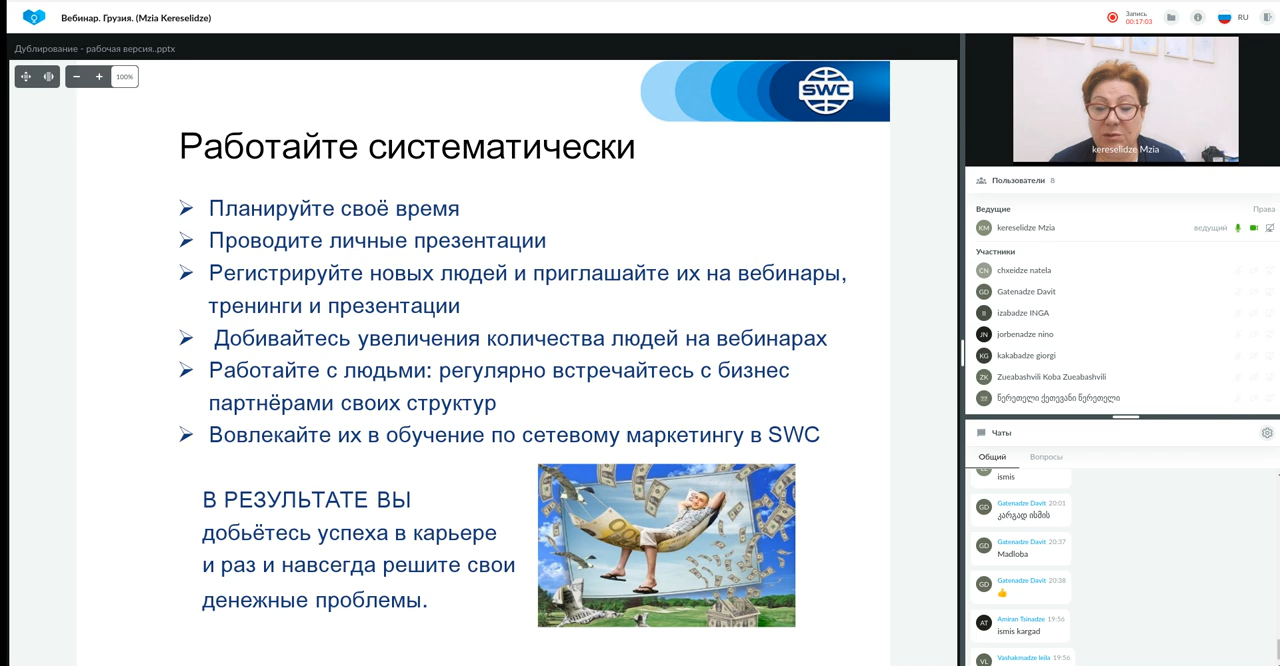 Вебинар. Грузия. (Mzia Kereselidze)
Запись
00:17:03
RU
Дублирование - рабочая версия..pptx
100%
SWC
Работайте систематически
Планируйте своё время
Проводите личные презентации
Регистрируйте новых людей и приглашайте их на вебинары,
тренинги и презентации
Добивайтесь увеличения количества людей на вебинарах
Работайте с людьми: регулярно встречайтесь с бизнес
партнёрами своих структур
Вовлекайте их в обучение по сетевому маркетингу в SWC
В РЕЗУЛЬТАТЕ ВЫ
добьётесь успеха в карьере
и раз и навсегда решите свои
денежные проблемы.
kereselidze Mzia
Пользователи 8
Ведущие Права
KM kereselidze Mzia ведущий
Участники
CN chxeidze natela
GD Gatenadze Davit
II izabadze INGA
JN jorbenadze nino
KG kakabadze giorgi
ZK Zueabashvili Koba Zueabashvili
წერეთელი ქეთევანი წერეთელი
Чаты
Общий Вопросы
ismis
GD Gatenadze Davit 20:01
კარგად ისმის
GD Gatenadze Davit 20:37
Madloba
GD Gatenadze Davit 20:38
👍
AT Amiran Tsinadze 19:56
ismis kargad
VL Vashakmadze leila 19:56